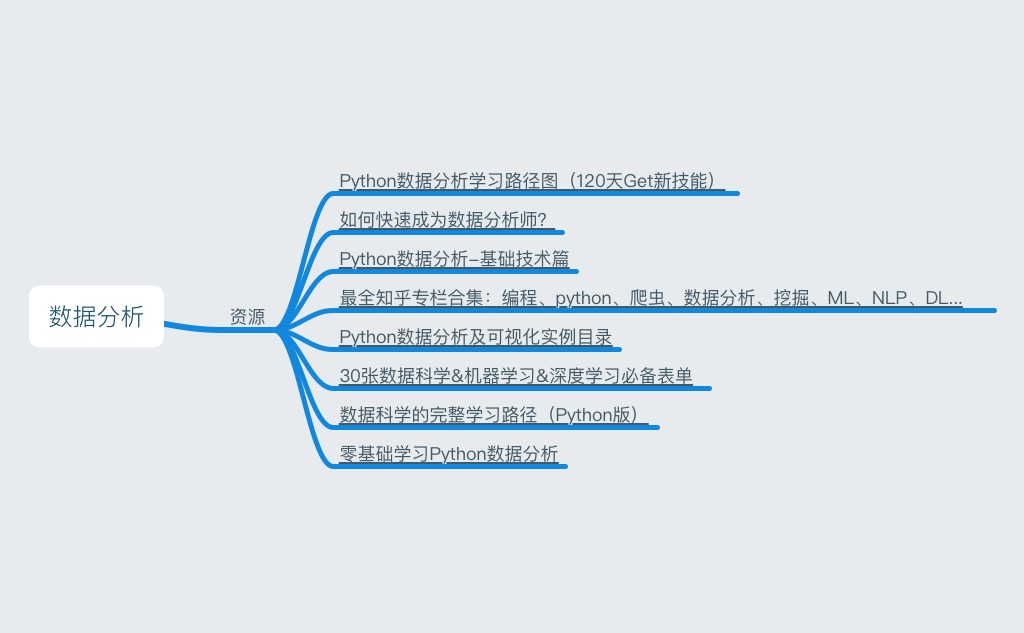 数据分析
资源
Python数据分析学习路径图（120天Get新技能）
如何快速成为数据分析师？
Python数据分析-基础技术篇
最全知乎专栏合集：编程、python、爬虫、数据分析、挖掘、ML、NLP、DL...
Python数据分析及可视化实例目录
30张数据科学&机器学习&深度学习必备表单
数据科学的完整学习路径（Python版）
零基础学习Python数据分析